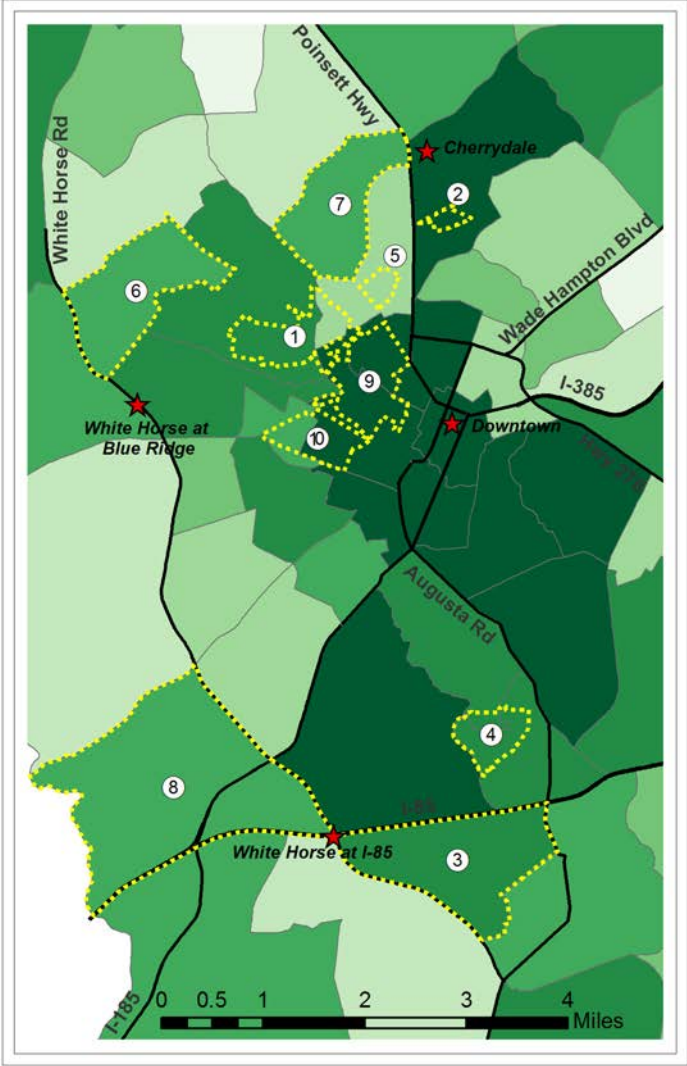 Poinsett Hwy
White Horse Rd
Cherrydale
2
7
5
6
Wade Hampton Blvd
1
I-385
9
White Horse at
Blue Ridge
10
Downtown
Hwy 276
Augusta Rd
4
8
I-85
White Horse at I-85
3
I-185
0 0.5 1 2 3 4
Miles